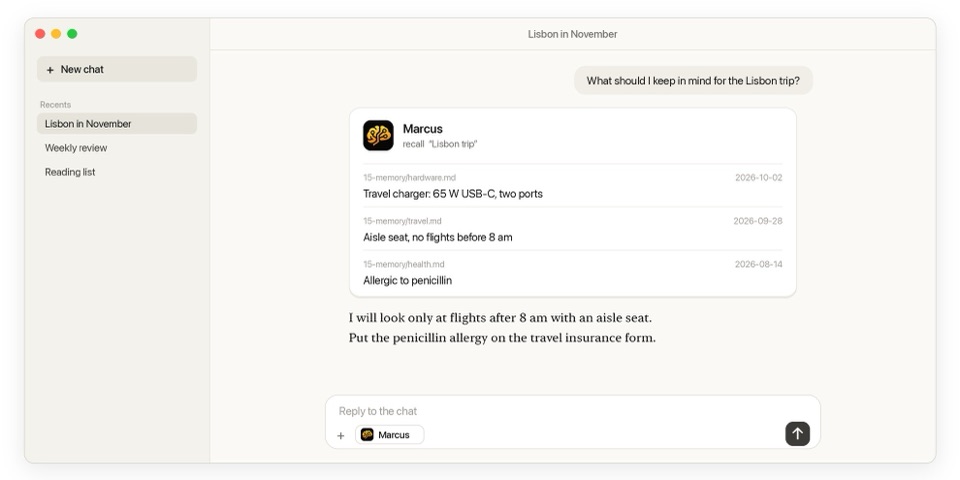 Lisbon in November
+ New chat
Recents
Lisbon in November
Weekly review
Reading list
What should I keep in mind for the Lisbon trip?
Marcus
recall "Lisbon trip"
15-memory/hardware.md 2026-10-02
Travel charger: 65 W USB-C, two ports
15-memory/travel.md 2026-09-28
Aisle seat, no flights before 8 am
15-memory/health.md 2026-08-14
Allergic to penicillin
I will look only at flights after 8 am with an aisle seat.
Put the penicillin allergy on the travel insurance form.
Reply to the chat
+ Marcus